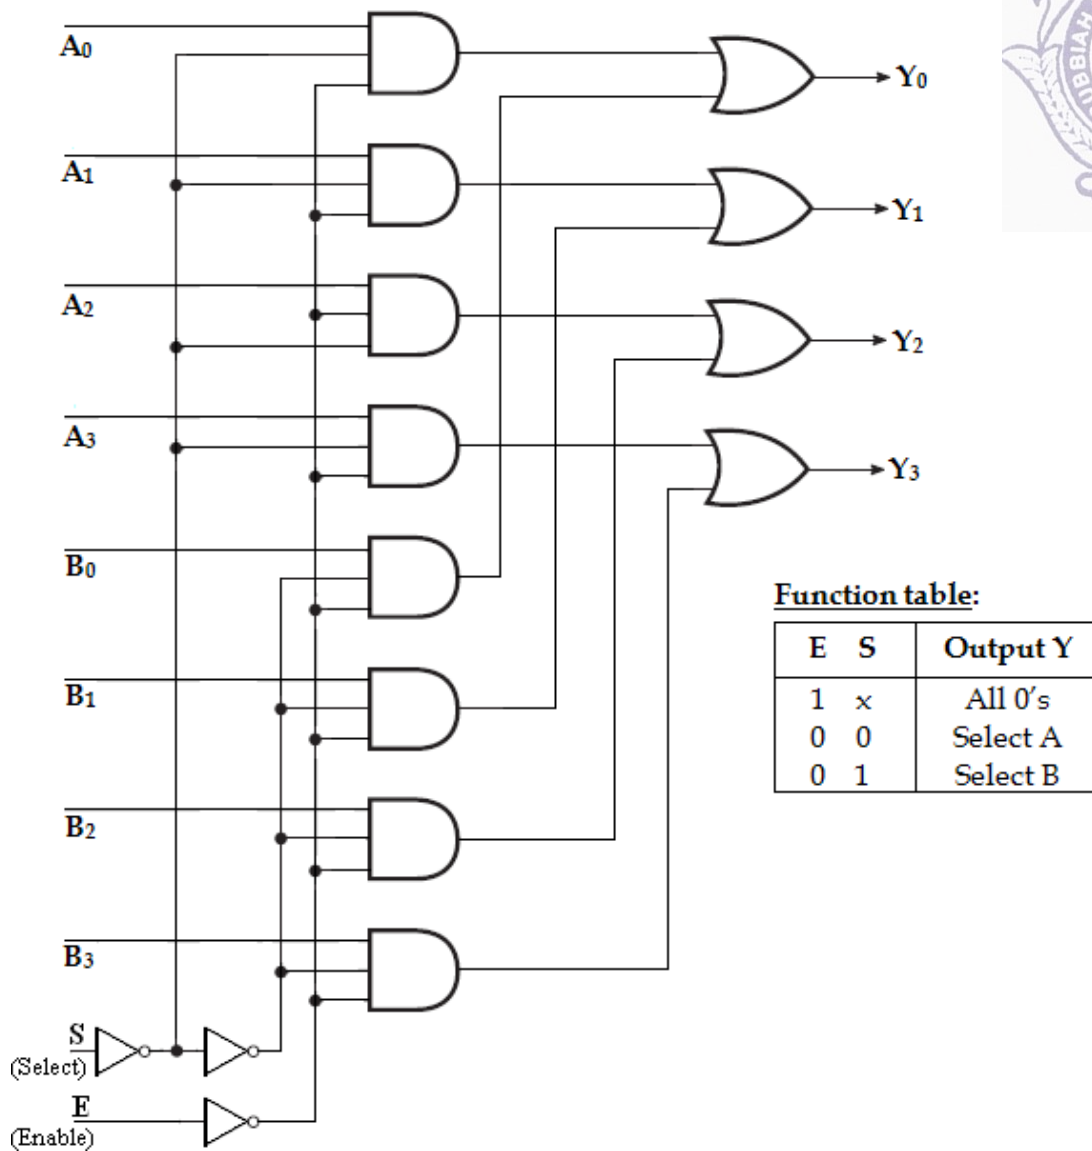 A0
Y0
A1
Y1
A2
Y2
A3
Y3
B0
Function table:
E S Output Y
1 x All 0's
0 0 Select A
0 1 Select B
B1
B2
B3
S
(Select)
E
(Enable)